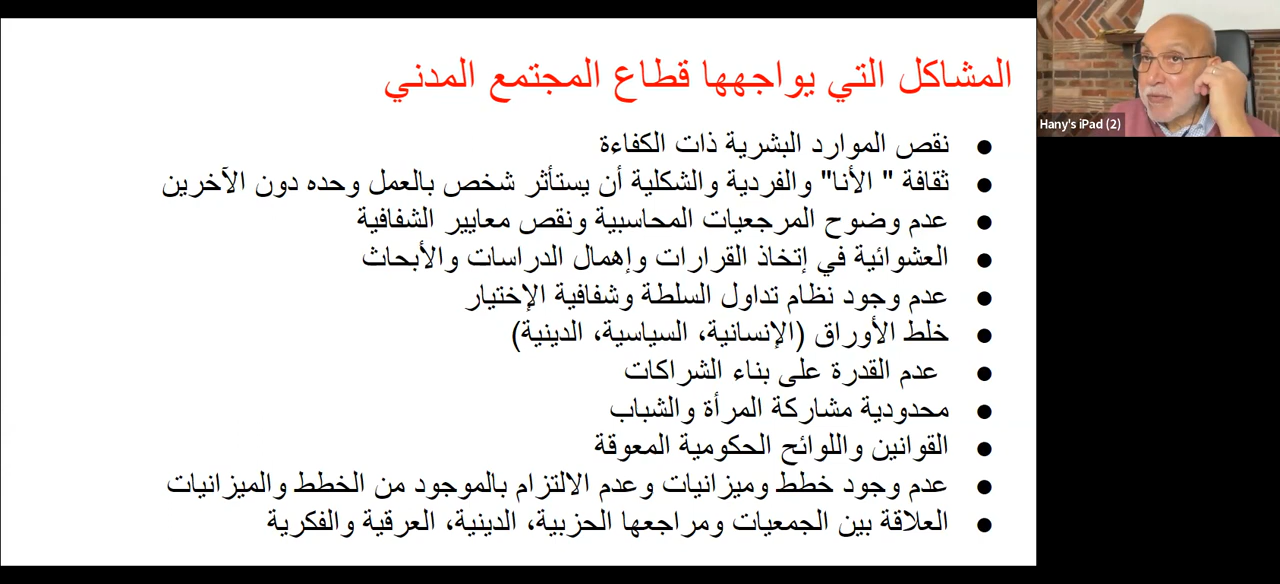 المشاكل التي يواجهها قطاع المجتمع المدني
● نقص الموارد البشرية ذات الكفاءة
● ثقافة " الأنا" والفردية والشكلية أن يستأثر شخص بالعمل وحده دون الآخرين
● عدم وضوح المرجعيات المحاسبية ونقص معايير الشفافية
● العشوائية في إتخاذ القرارات وإهمال الدراسات والأبحاث
● عدم وجود نظام تداول السلطة وشفافية الإختيار
● خلط الأوراق (الإنسانية، السياسية، الدينية)
● عدم القدرة على بناء الشراكات
● محدودية مشاركة المرأة والشباب
● القوانين واللوائح الحكومية المعوقة
● عدم وجود خطط وميزانيات وعدم الالتزام بالموجود من الخطط والميزانيات
● العلاقة بين الجمعيات ومراجعها الحزبية، الدينية، العرقية والفكرية
Hany's iPad (2)